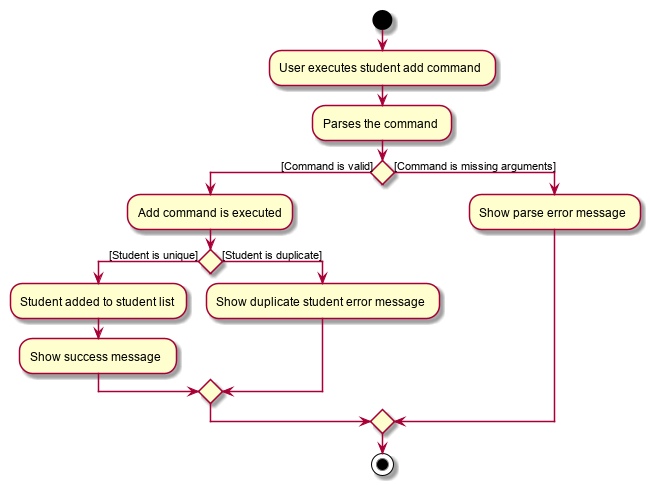 User executes student add command
Parses the command
[Command is valid]
[Command is missing arguments]
Add command is executed
Show parse error message
[Student is unique]
[Student is duplicate]
Student added to student list
Show duplicate student error message
Show success message